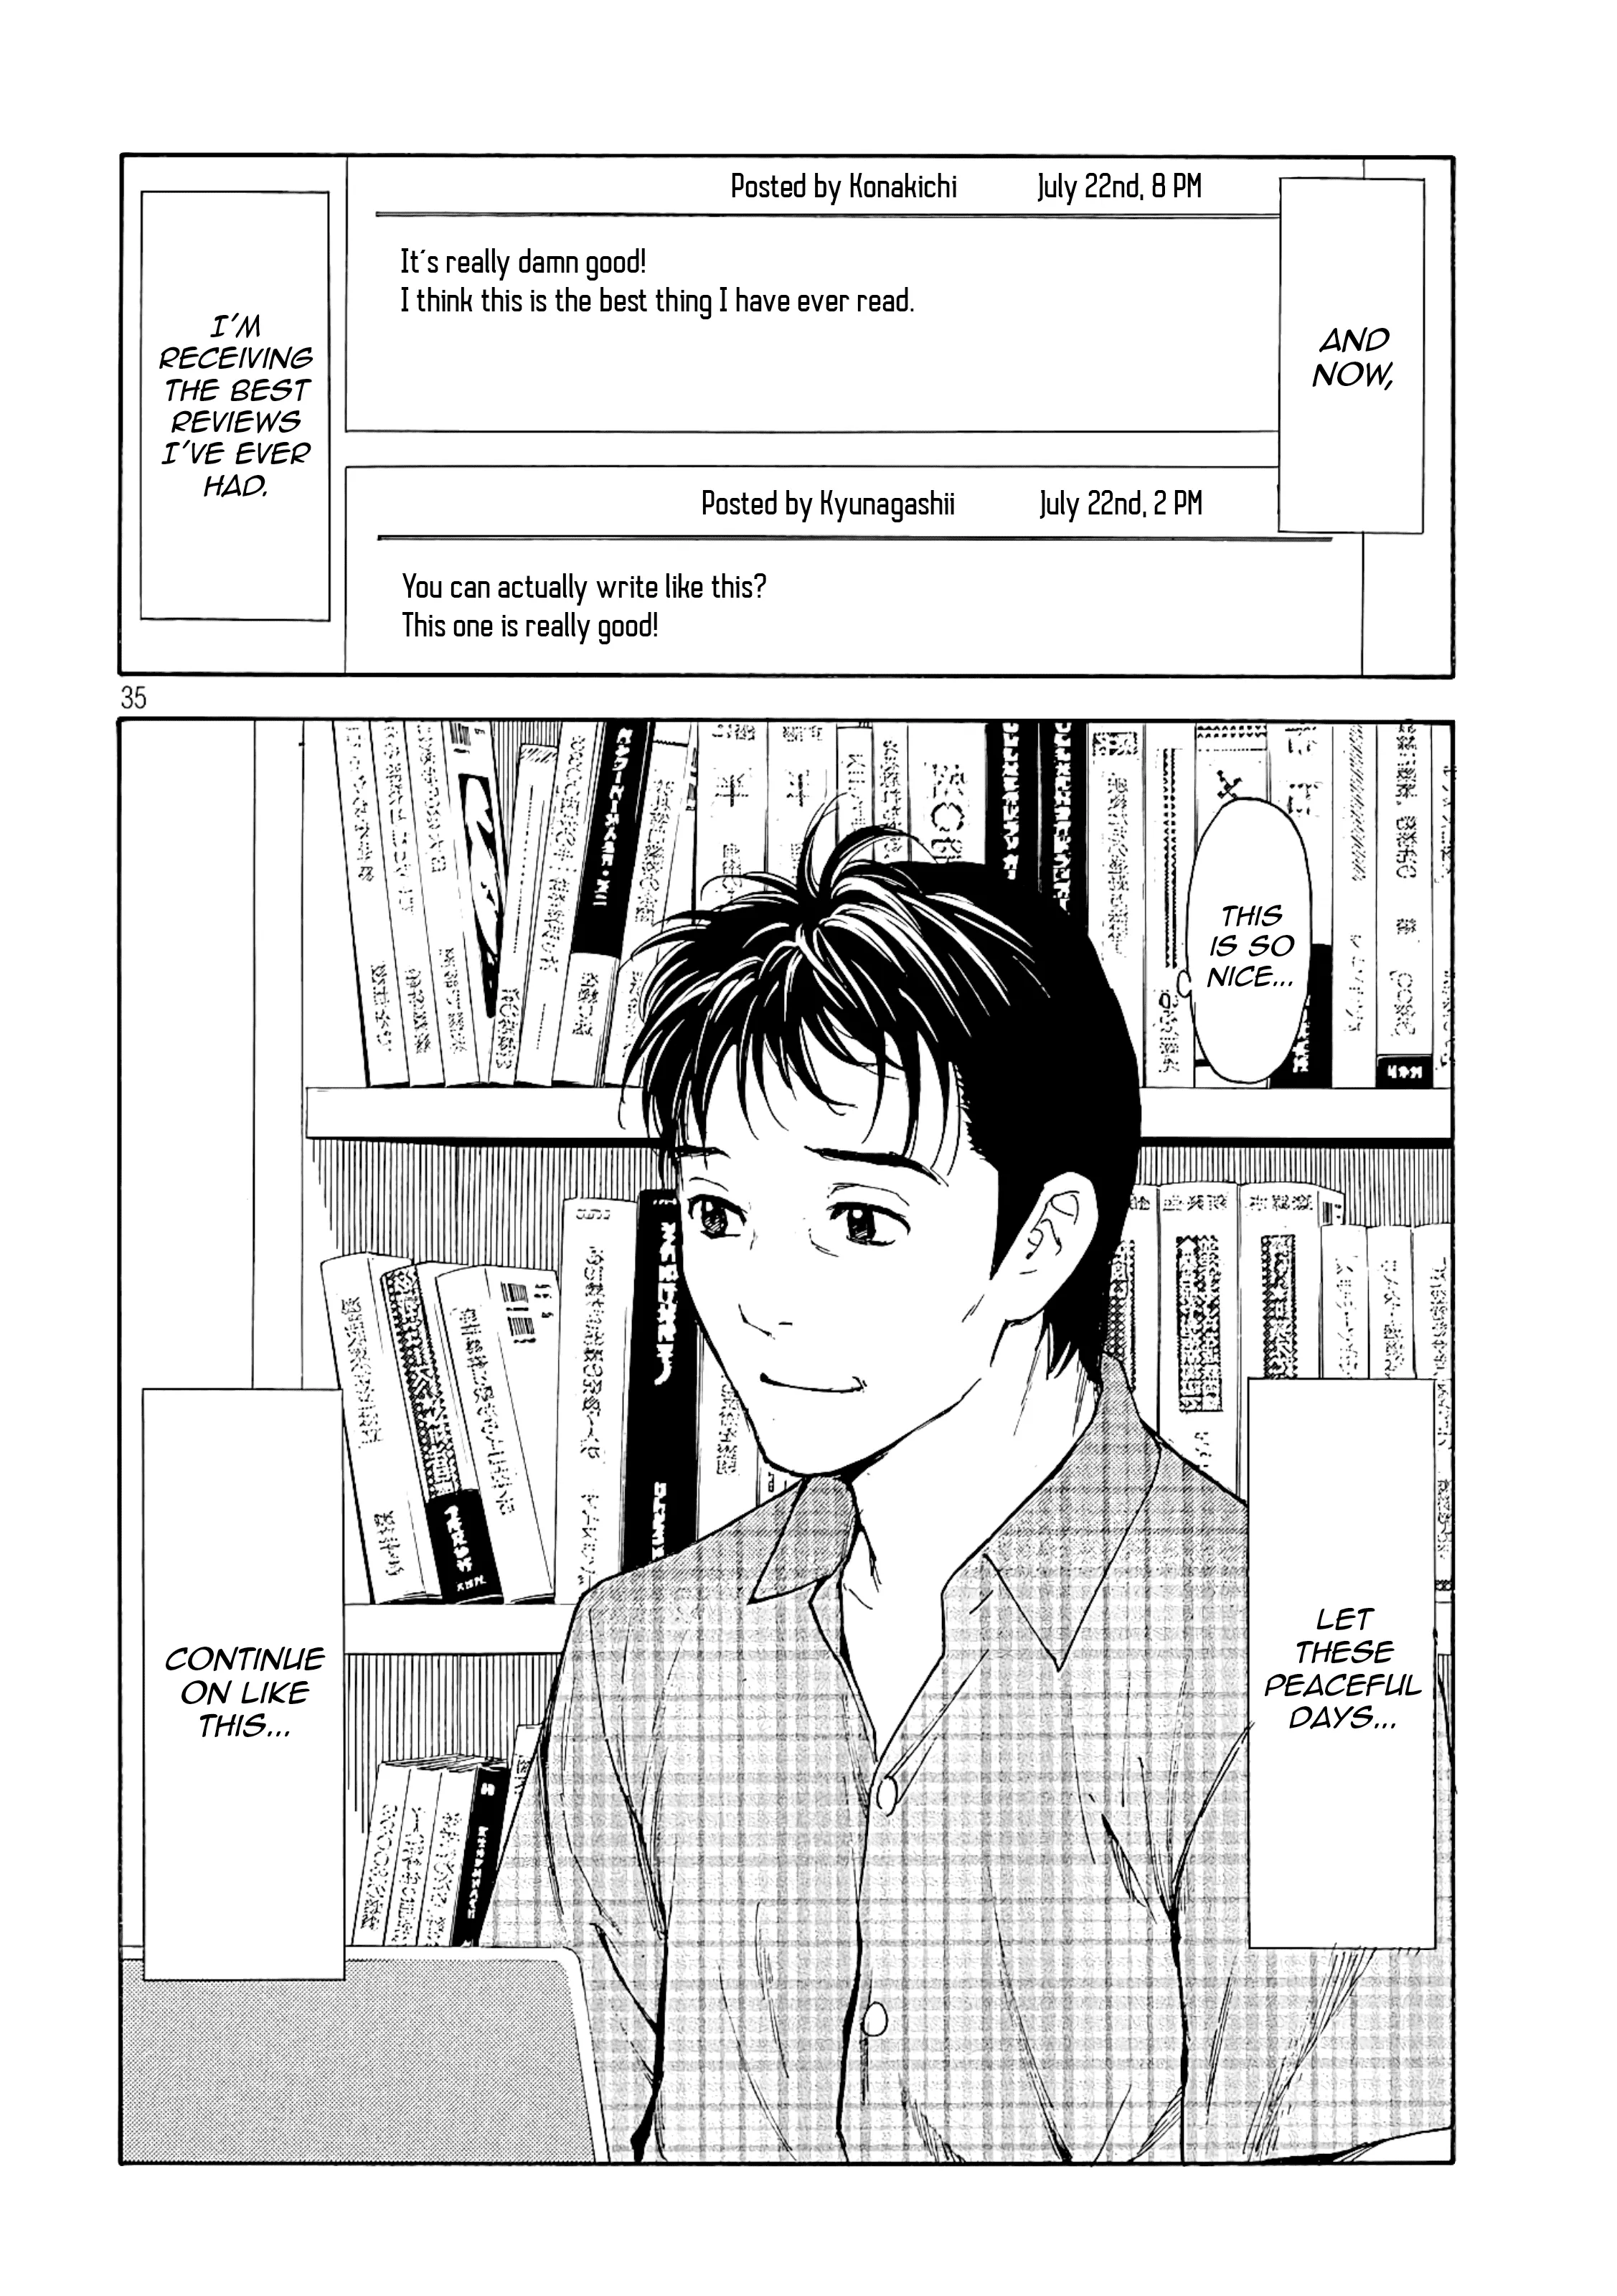 AND
NOW,
Posted by Konakichi July 22nd, 8 PM
It's really damn good!
I think this is the best thing I have ever read.
Posted by Kyunagashii July 22nd, 2 PM
You can actually write like this?
This one is really good!
I'M
RECEIVING
THE BEST
REVIEWS
I'VE EVER
HAD.
35
THIS
IS SO
NICE...
LET
THESE
PEACEFUL
DAYS...
CONTINUE
ON LIKE
THIS...